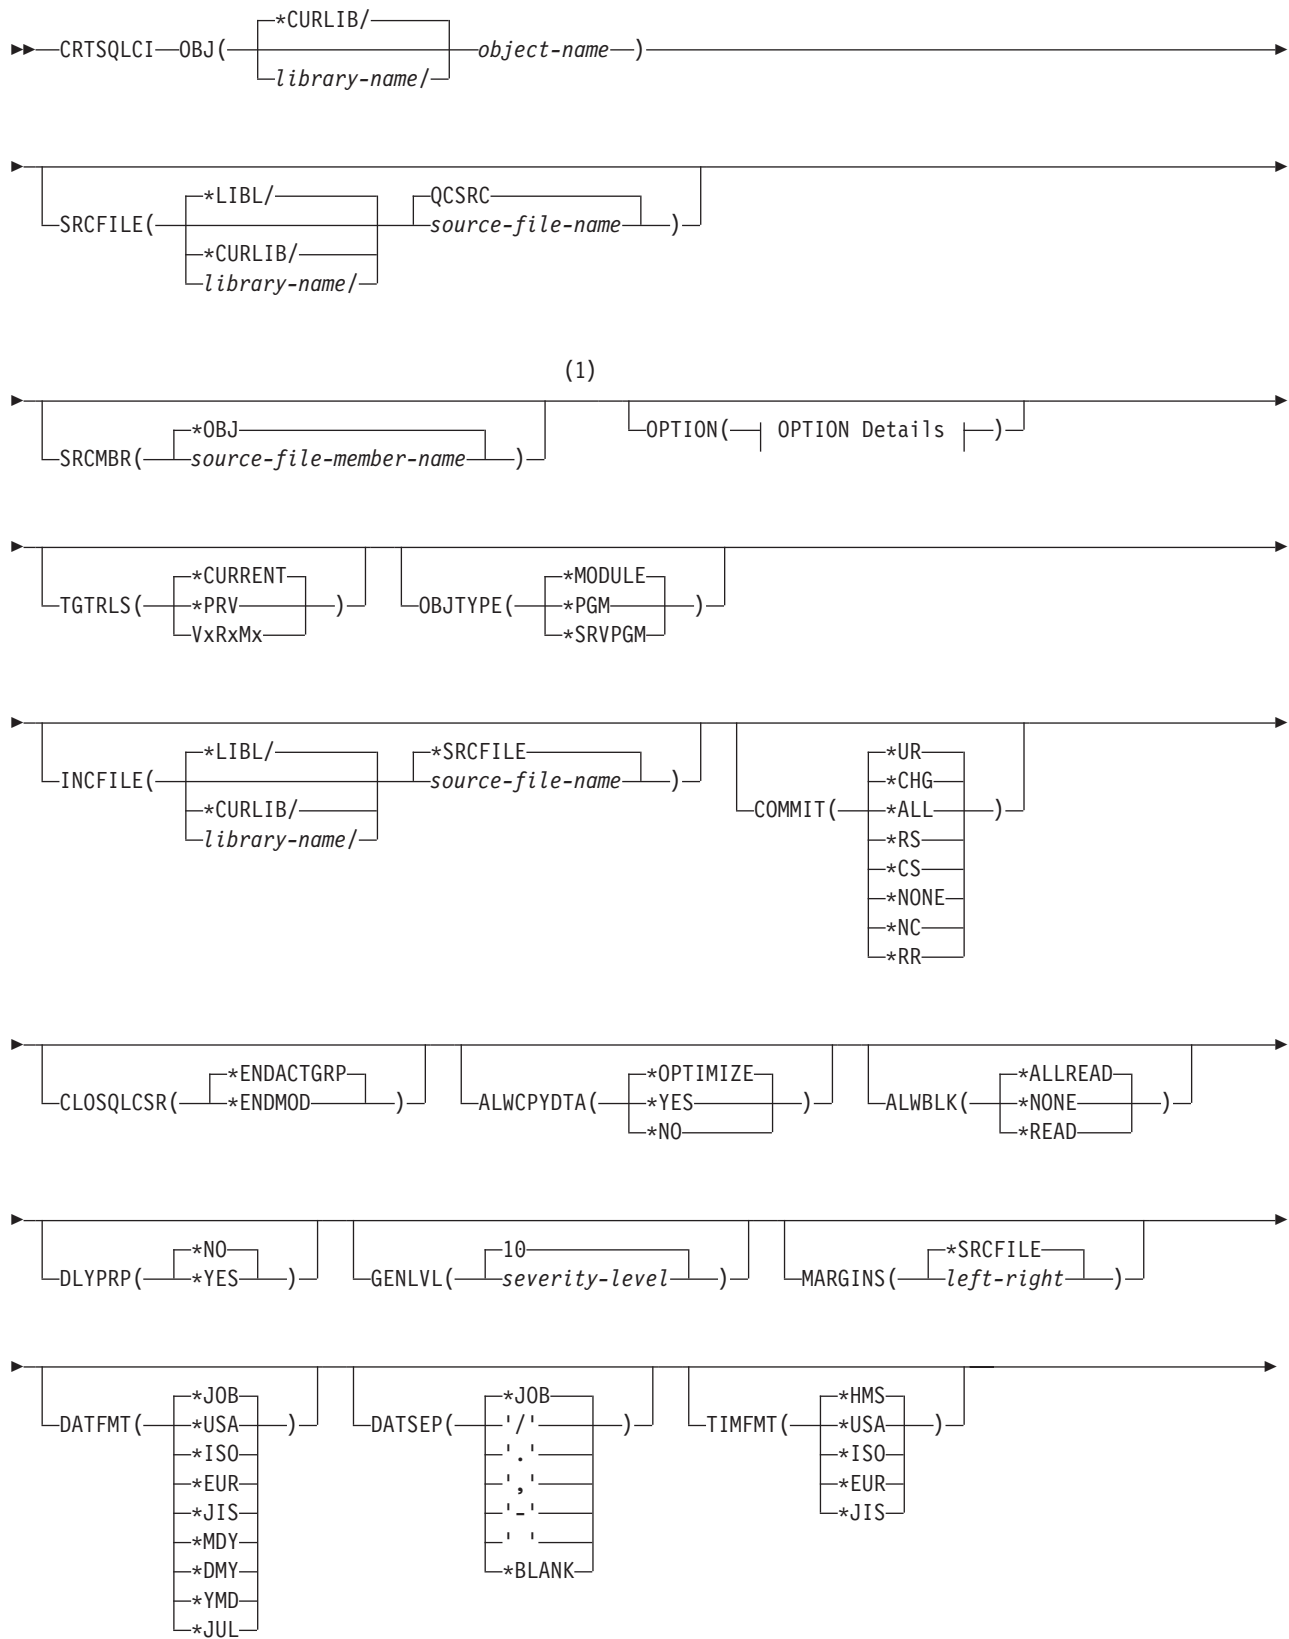 *CURLIB/
CRTSQLCI OBJ( object-name )
library-name/
*LIBL/ QCSRC
SRCFILE( source-file-name )
*CURLIB/
library-name/
(1)
*OBJ OPTION( OPTION Details )
SRCMBR( source-file-member-name )
*CURRENT *MODULE
TGTRLS( *PRV ) OBJTYPE( *PGM )
VxRxMx *SRVPGM
*LIBL/ *SRCFILE *UR
INCFILE( source-file-name ) *CHG
*CURLIB/ COMMIT( *ALL )
library-name/ *RS
*CS
*NONE
*NC
*RR
*ENDACTGRP *OPTIMIZE *ALLREAD
CLOSQLCSR( *ENDMOD ) ALWCPYDTA( *YES ) ALWBLK( *NONE )
*NO *READ
*NO 10 *SRCFILE
DLYPRP( *YES ) GENLVL( severity-level ) MARGINS( left-right )
*JOB *JOB *HMS
DATFMT( *USA ) DATSEP( '/' ) TIMFMT( *USA )
*ISO '.' *ISO
*EUR ',' *EUR
*JIS '-' *JIS
*MDY ' '
*DMY *BLANK
*YMD
*JUL